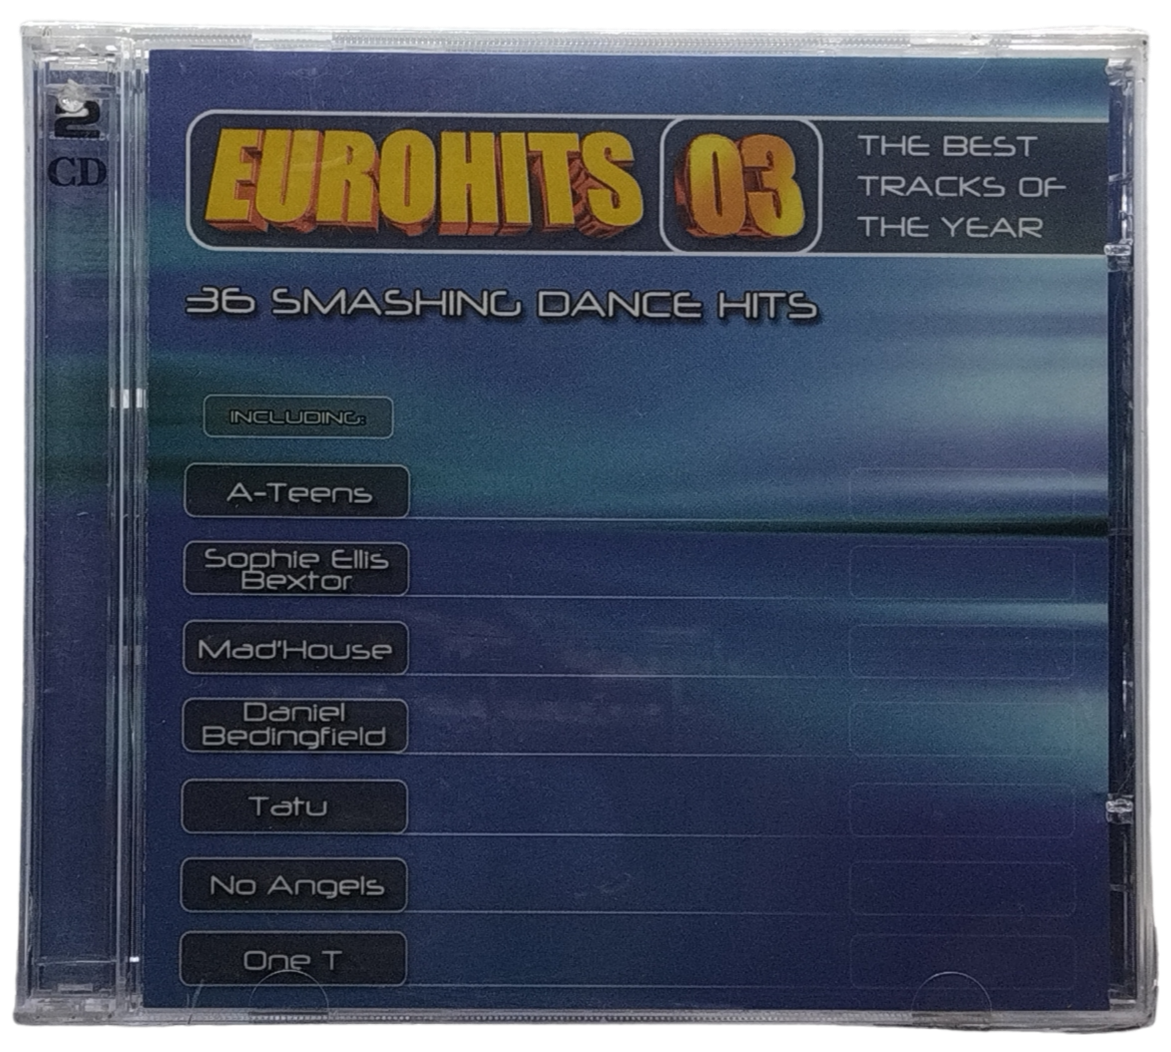 2
CD
EUROHITS 03
THE BEST
TRACKS OF
THE YEAR
36 SMASHING DANCE HITS
INCLUDING:
A-Teens
Sophie Ellis
Bextor
Mad'House
Daniel
Bedingfield
Tatu
No Angels
One T